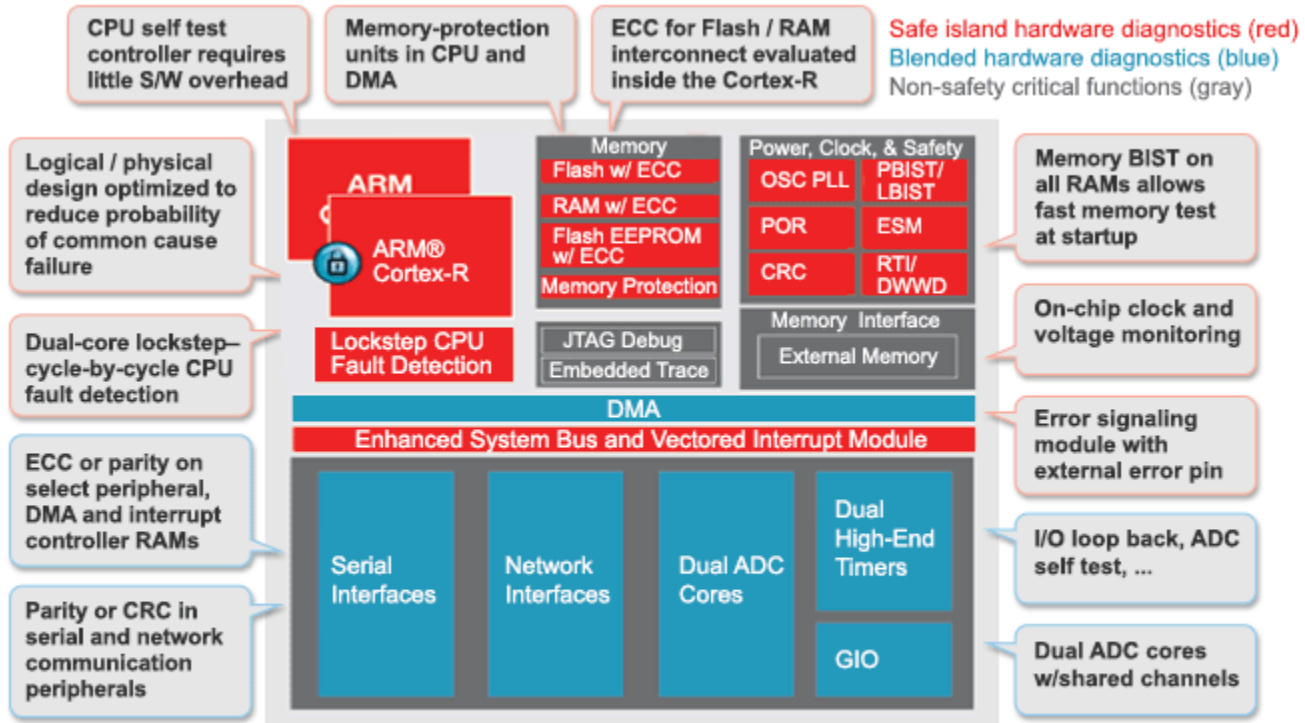 CPU self test
controller requires
little S/W overhead
Memory-protection
units in CPU and
DMA
ECC for Flash / RAM
interconnect evaluated
inside the Cortex-R
Safe island hardware diagnostics (red)
Blended hardware diagnostics (blue)
Non-safety critical functions (gray)
Logical / physical
design optimized to
reduce probability
of common cause
failure
Dual-core lockstep–
cycle-by-cycle CPU
fault detection
ECC or parity on
select peripheral,
DMA and interrupt
controller RAMs
Parity or CRC in
serial and network
communication
peripherals
ARM
ARM®
Cortex-R
Lockstep CPU
Fault Detection
Memory
Flash w/ ECC
RAM w/ ECC
Flash EEPROM
w/ ECC
Memory Protection
JTAG Debug
Embedded Trace
Power, Clock, & Safety
OSC PLL
PBIST/
LBIST
POR
ESM
CRC
RTI/
DWWD
Memory Interface
External Memory
DMA
Enhanced System Bus and Vectored Interrupt Module
Serial
Interfaces
Network
Interfaces
Dual ADC
Cores
Dual
High-End
Timers
GIO
Memory BIST on
all RAMs allows
fast memory test
at startup
On-chip clock and
voltage monitoring
Error signaling
module with
external error pin
I/O loop back, ADC
self test, ...
Dual ADC cores
w/shared channels